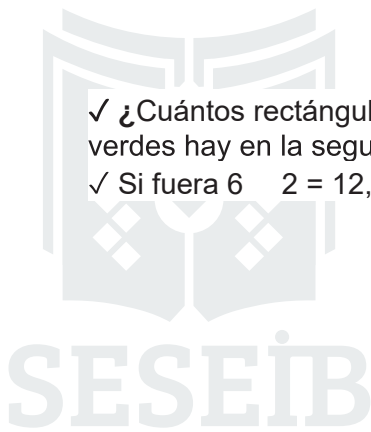 ✓ ¿Cuántos rectángul
verdes hay en la segu
✓ Si fuera 6 2 = 12,
SESEIB